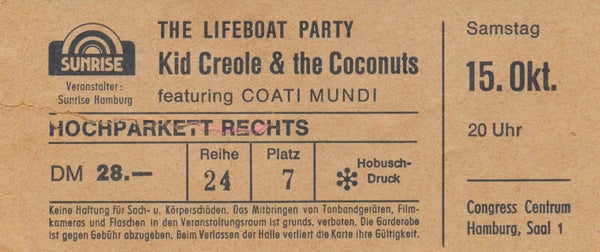 SUNRISE
Veranstalter:
Sunrise Hamburg
THE LIFEBOAT PARTY
Kid Creole & the Coconuts
featuring COATI MUNDI
HOCHPARKETT RECHTS
DM 28.—
Reihe
24
Platz
7
Hobusch-
Druck
Keine Haftung für Sach- u. Körperschäden. Das Mitbringen von Tonbandgeräten, Film-
kameras und Flaschen in den Veranstaltungsraum ist grunds. verboten. Die Garderobe
ist gegen Gebühr abzugeben. Beim Verlassen der Halle verliert die Karte ihre Gültigkeit.
Samstag
15. Okt.
20 Uhr
Congress Centrum
Hamburg, Saal 1